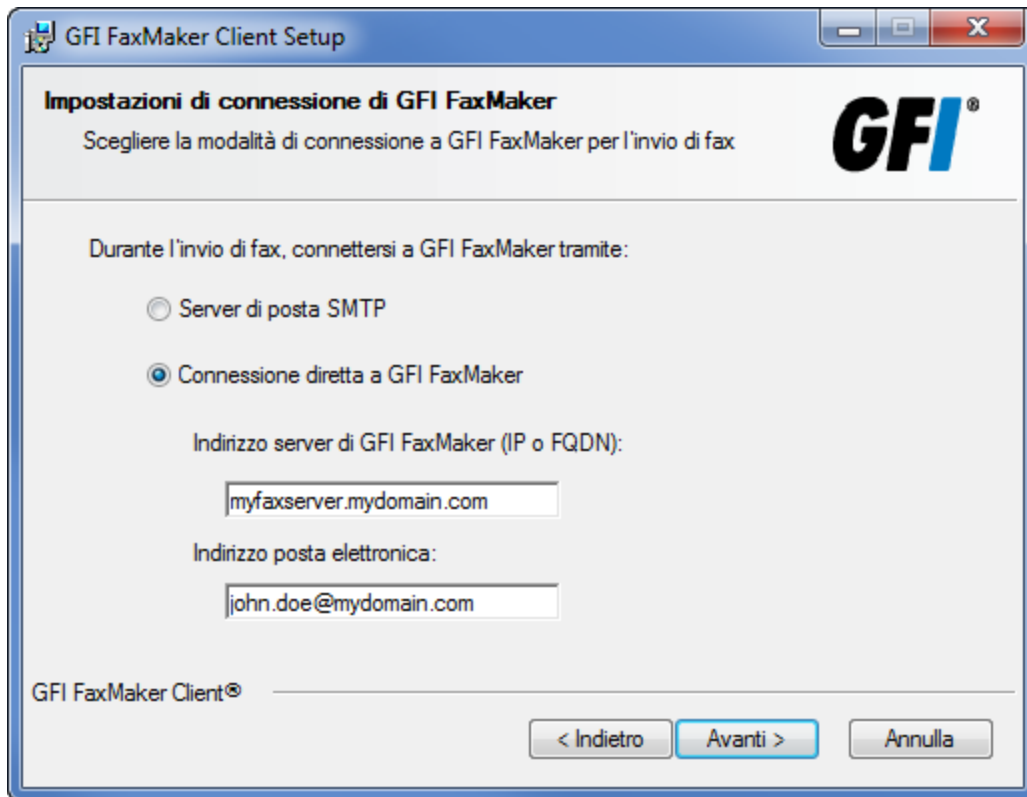 GFI FaxMaker Client Setup
Impostazioni di connessione di GFI FaxMaker
Scegliere la modalità di connessione a GFI FaxMaker per l'invio di fax
GFI®
Durante l'invio di fax, connettersi a GFI FaxMaker tramite:
Server di posta SMTP
Connessione diretta a GFI FaxMaker
Indirizzo server di GFI FaxMaker (IP o FQDN):
myfaxserver.mydomain.com
Indirizzo posta elettronica:
john.doe@mydomain.com
GFI FaxMaker Client®
< Indietro
Avanti >
Annulla